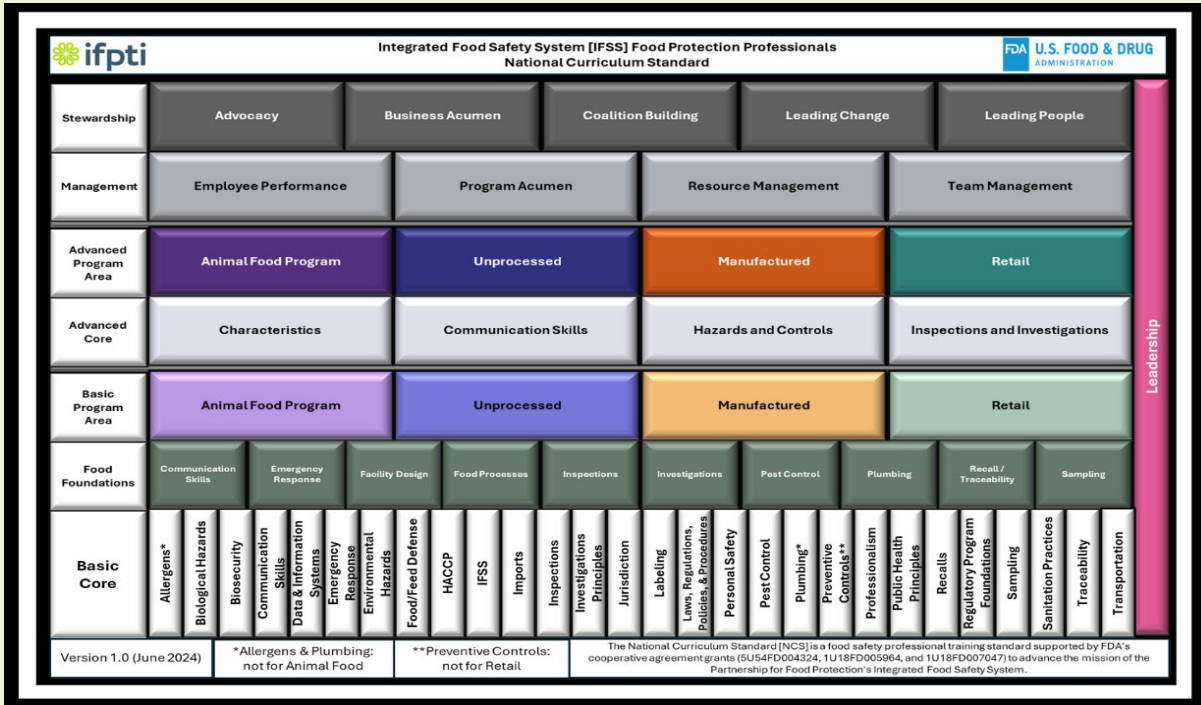 ifpti
Integrated Food Safety System [IFSS] Food Protection Professionals
National Curriculum Standard
FDA U.S. FOOD & DRUG
ADMINISTRATION
Stewardship
Advocacy
Business Acumen
Coalition Building
Leading Change
Leading People
Management
Employee Performance
Program Acumen
Resource Management
Team Management
Advanced
Program
Area
Animal Food Program
Unprocessed
Manufactured
Retail
Advanced
Core
Characteristics
Communication Skills
Hazards and Controls
Inspections and Investigations
Basic
Program
Area
Animal Food Program
Unprocessed
Manufactured
Retail
Food
Foundations
Communication
Skills
Emergency
Response
Facility Design
Food Processes
Inspections
Investigations
Pest Control
Plumbing
Recall /
Traceability
Sampling
Basic
Core
Allergens*
Biological Hazards
Biosecurity
Communication
Skills
Data & Information
Systems
Emergency
Response
Environmental
Hazards
Food/Feed Defense
HACCP
IFSS
Imports
Inspections
Investigations
Principles
Jurisdiction
Labeling
Laws, Regulations,
Policies, & Procedures
Personal Safety
Pest Control
Plumbing*
Preventive
Controls**
Professionalism
Public Health
Principles
Recalls
Regulatory Program
Foundations
Sampling
Sanitation Practices
Traceability
Transportation
Leadership
Version 1.0 (June 2024)
*Allergens & Plumbing:
not for Animal Food
**Preventive Controls:
not for Retail
The National Curriculum Standard [NCS] is a food safety professional training standard supported by FDA's
cooperative agreement grants (5U54FD004324, 1U18FD005964, and 1U18FD007047) to advance the mission of the
Partnership for Food Protection's Integrated Food Safety System.